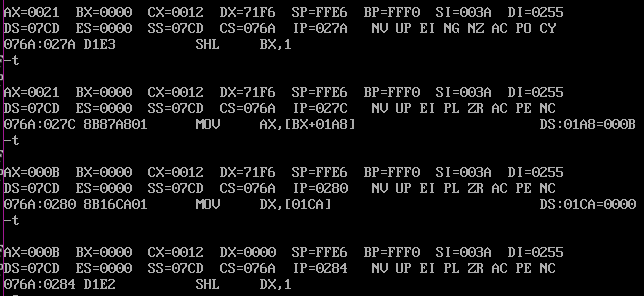 AX=0021 BX=0000 CX=0012 DX=71F6 SP=FFE6 BP=FFF0 SI=003A DI=0255
DS=07CD ES=0000 SS=07CD CS=076A IP=027A NV UP EI NG NZ AC PO CY
076A:027A D1E3 SHL BX,1
-t
AX=0021 BX=0000 CX=0012 DX=71F6 SP=FFE6 BP=FFF0 SI=003A DI=0255
DS=07CD ES=0000 SS=07CD CS=076A IP=027C NV UP EI PL ZR AC PE NC
076A:027C 8B87A801 MOV AX,[BX+01A8] DS:01A8=000B
-t
AX=000B BX=0000 CX=0012 DX=71F6 SP=FFE6 BP=FFF0 SI=003A DI=0255
DS=07CD ES=0000 SS=07CD CS=076A IP=0280 NV UP EI PL ZR AC PE NC
076A:0280 8B16CA01 MOV DX,[01CA] DS:01CA=0000
-t
AX=000B BX=0000 CX=0012 DX=0000 SP=FFE6 BP=FFF0 SI=003A DI=0255
DS=07CD ES=0000 SS=07CD CS=076A IP=0284 NV UP EI PL ZR AC PE NC
076A:0284 D1E2 SHL DX,1